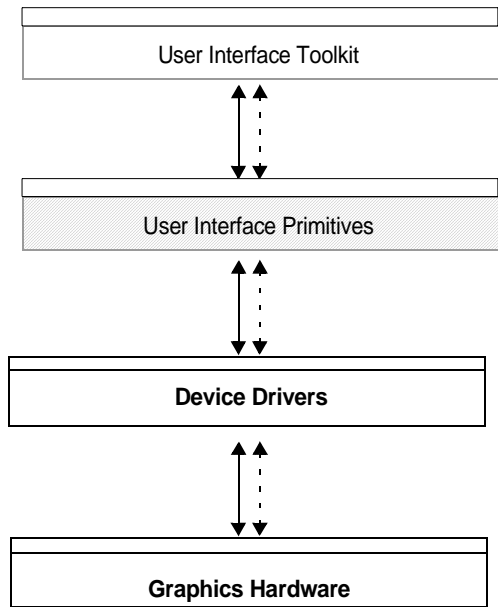 User Interface Toolkit
User Interface Primitives
Device Drivers
Graphics Hardware